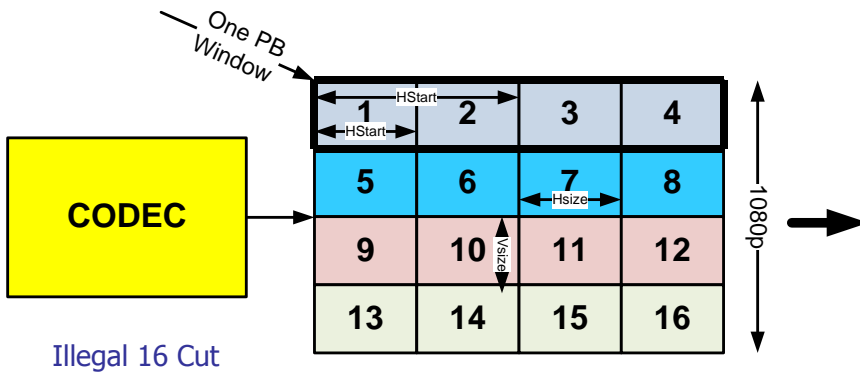 One PB
Window
HStart
1 2 3 4
HStart
5 6 7 8
Hsize
CODEC
1080p
9 10 11 12
Vsize
13 14 15 16
Illegal 16 Cut